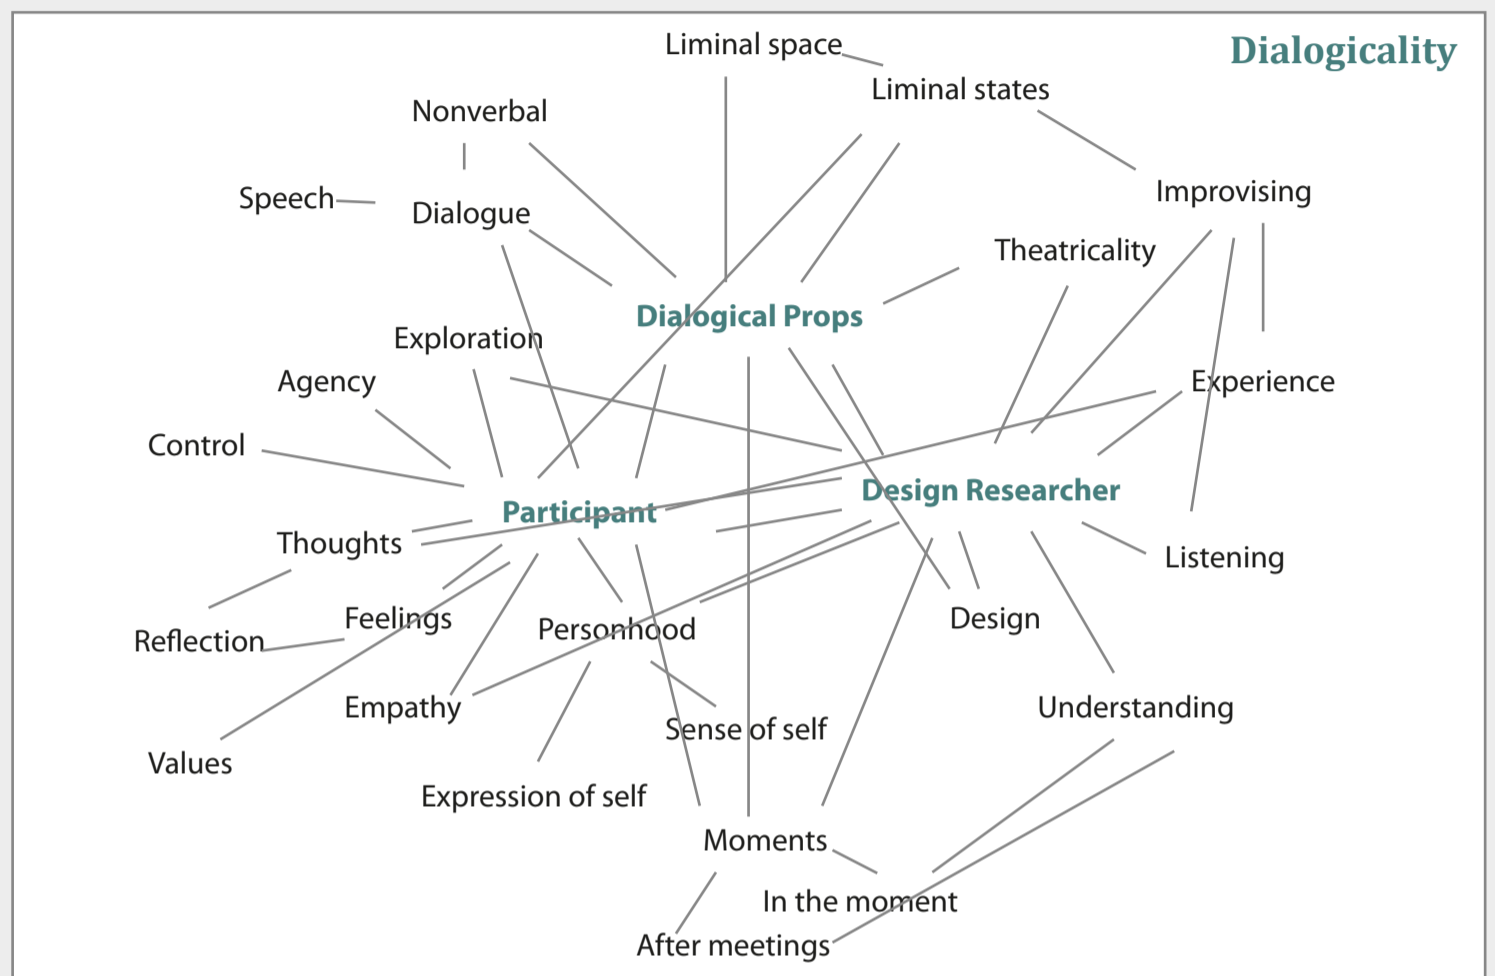 Dialogicality
Liminal space
Liminal states
Nonverbal
Improvising
Speech
Dialogue
Theatricality
Dialogical Props
Exploration
Agency
Experience
Control
Design Researcher
Participant
Thoughts
Listening
Feelings
Design
Personhood
Reflection
Empathy
Understanding
Sense of self
Values
Expression of self
Moments
In the moment
After meetings